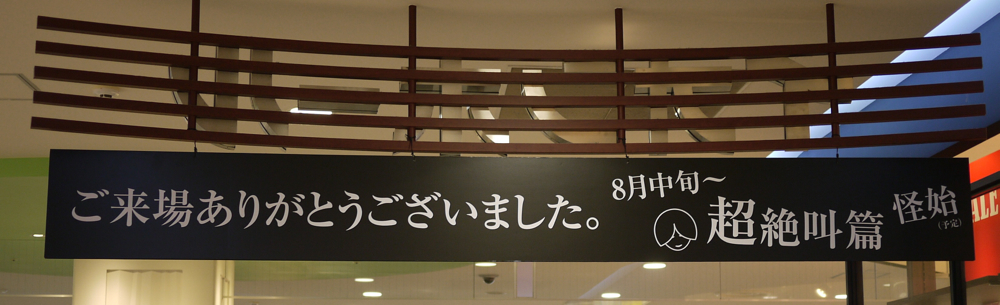 ご来場ありがとうございました。
8月中旬〜
超絶叫篇
怪始
(予定)
ALE